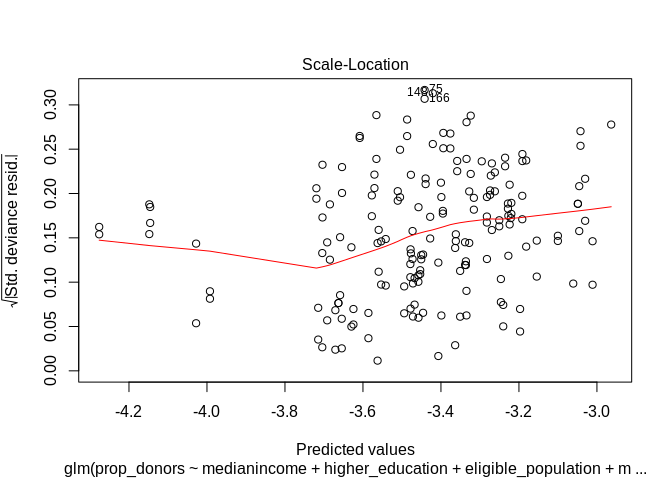 Scale-Location
√|Std. deviance resid.|
0.00 0.05 0.10 0.15 0.20 0.25 0.30
75
166
-4.2 -4.0 -3.8 -3.6 -3.4 -3.2 -3.0
Predicted values
glm(prop_donors ~ medianincome + higher_education + eligible_population + m ...